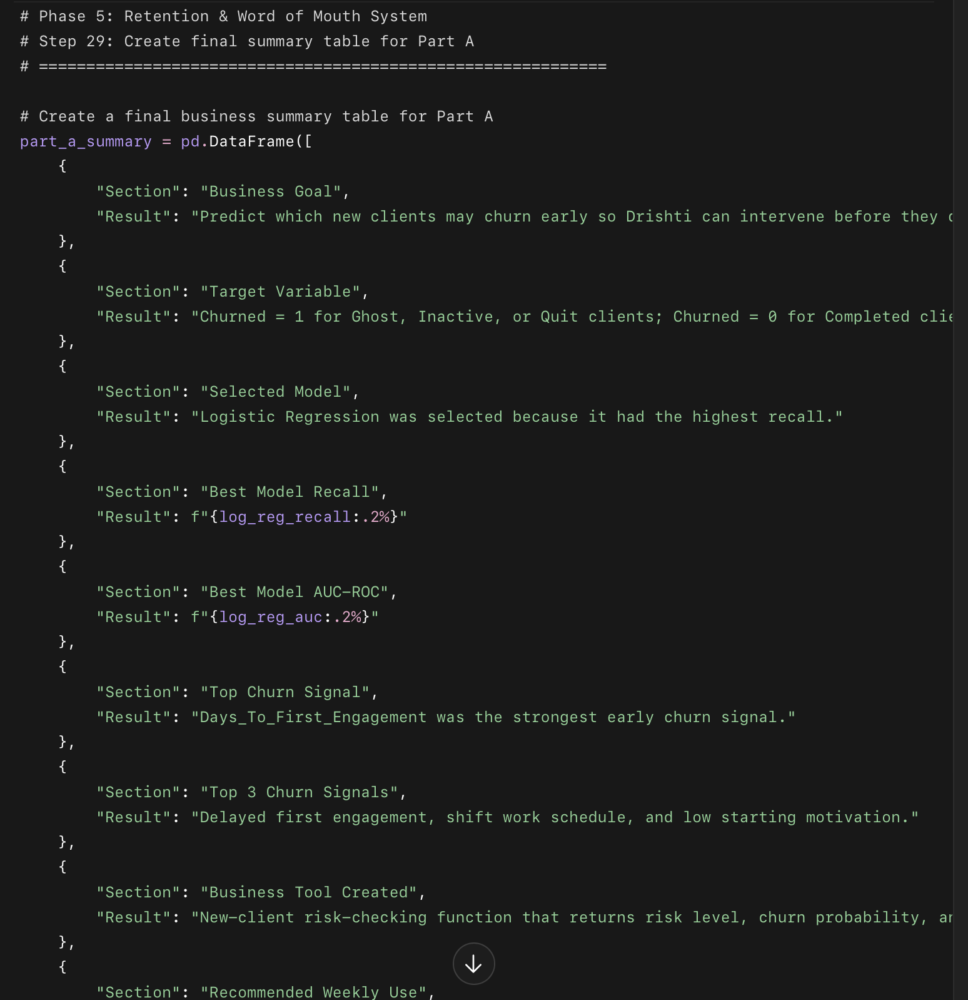 # Phase 5: Retention & Word of Mouth System
# Step 29: Create final summary table for Part A
# ============================================================
# Create a final business summary table for Part A
part_a_summary = pd.DataFrame([
{
"Section": "Business Goal",
"Result": "Predict which new clients may churn early so Drishti can intervene before they
},
{
"Section": "Target Variable",
"Result": "Churned = 1 for Ghost, Inactive, or Quit clients; Churned = 0 for Completed clie
},
{
"Section": "Selected Model",
"Result": "Logistic Regression was selected because it had the highest recall."
},
{
"Section": "Best Model Recall",
"Result": f"{log_reg_recall:.2%}"
},
{
"Section": "Best Model AUC-ROC",
"Result": f"{log_reg_auc:.2%}"
},
{
"Section": "Top Churn Signal",
"Result": "Days_To_First_Engagement was the strongest early churn signal."
},
{
"Section": "Top 3 Churn Signals",
"Result": "Delayed first engagement, shift work schedule, and low starting motivation."
},
{
"Section": "Business Tool Created",
"Result": "New-client risk-checking function that returns risk level, churn probability,
},
{
"Section": "Recommended Weekly Use",